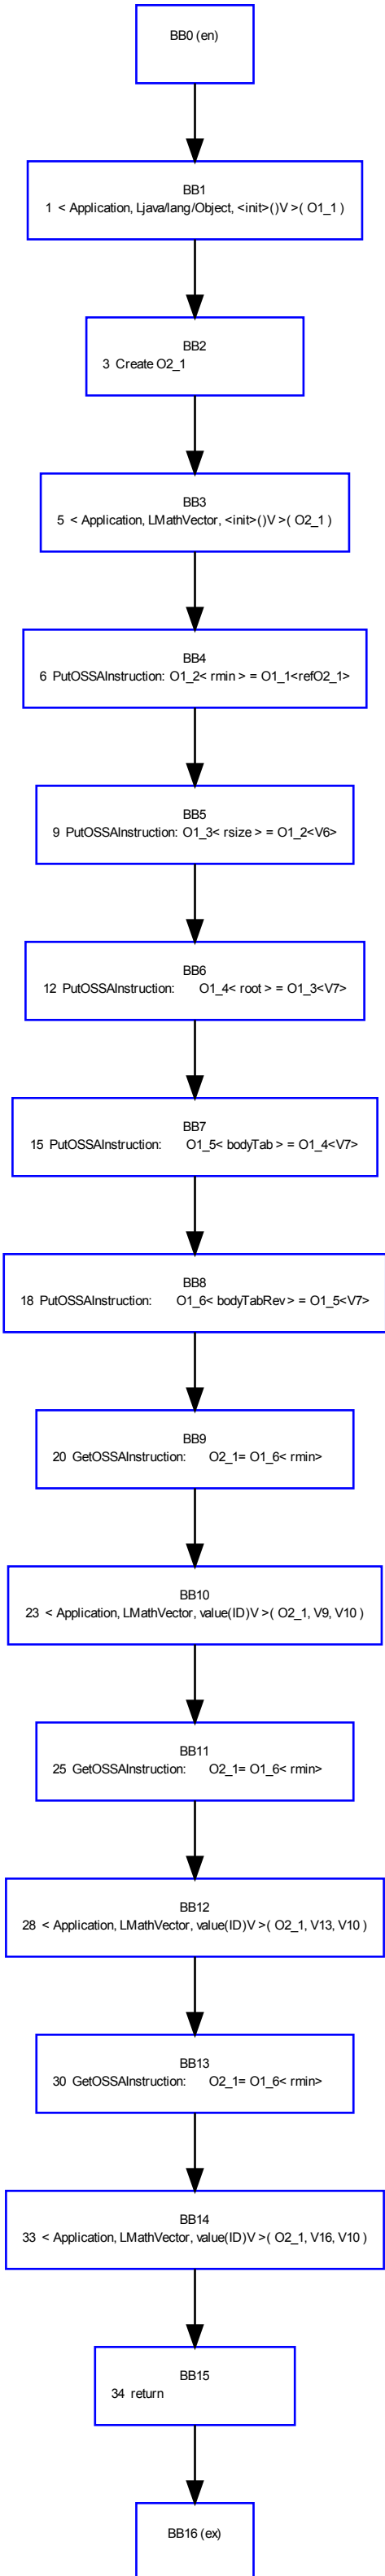 BB0 (en)
BB1
1 < Application, Ljava/lang/Object, <init>()V >( O1_1 )
BB2
3 Create O2_1
BB3
5 < Application, LMathVector, <init>()V >( O2_1 )
BB4
6 PutOSSAInstruction: O1_2< rmin > = O1_1<refO2_1>
BB5
9 PutOSSAInstruction: O1_3< rsize > = O1_2<V6>
BB6
12 PutOSSAInstruction: O1_4< root > = O1_3<V7>
BB7
15 PutOSSAInstruction: O1_5< bodyTab > = O1_4<V7>
BB8
18 PutOSSAInstruction: O1_6< bodyTabRev > = O1_5<V7>
BB9
20 GetOSSAInstruction: O2_1= O1_6< rmin>
BB10
23 < Application, LMathVector, value(ID)V >( O2_1, V9, V10 )
BB11
25 GetOSSAInstruction: O2_1= O1_6< rmin>
BB12
28 < Application, LMathVector, value(ID)V >( O2_1, V13, V10 )
BB13
30 GetOSSAInstruction: O2_1= O1_6< rmin>
BB14
33 < Application, LMathVector, value(ID)V >( O2_1, V16, V10 )
BB15
34 return
BB16 (ex)